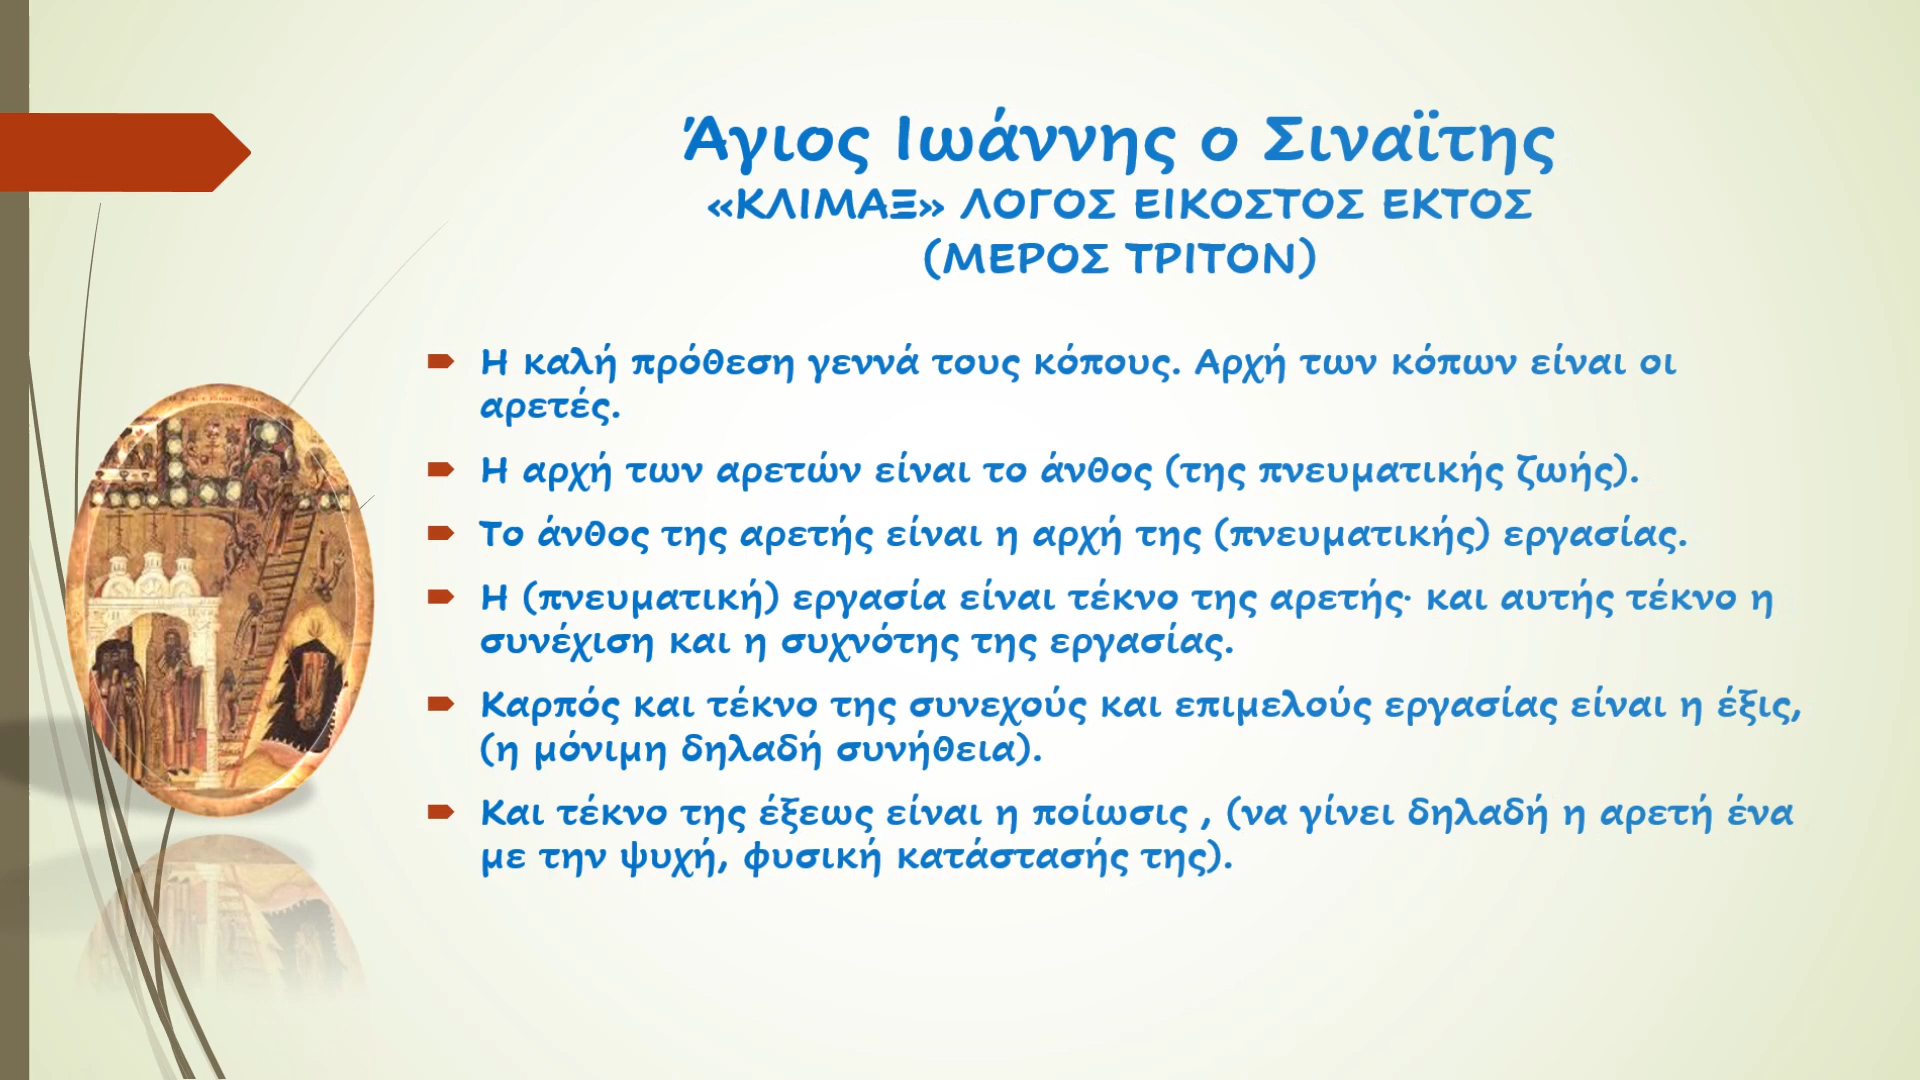 Άγιος Ιωάννης ο Σιναϊτης
«ΚΛΙΜΑΞ» ΛΟΓΟΣ ΕΙΚΟΣΤΟΣ ΕΚΤΟΣ
(ΜΕΡΟΣ ΤΡΙΤΟΝ)
Η καλή πρόθεση γεννά τους κόπους. Αρχή των κόπων είναι οι
αρετές.
Η αρχή των αρετών είναι το άνθος (της πνευματικής ζωής).
Το άνθος της αρετής είναι η αρχή της (πνευματικής) εργασίας.
Η (πνευματική) εργασία είναι τέκνο της αρετής· και αυτής τέκνο η
συνέχιση και η συχνότης της εργασίας.
Καρπός και τέκνο της συνεχούς και επιμελούς εργασίας είναι η έξις,
(η μόνιμη δηλαδή συνήθεια).
Και τέκνο της έξεως είναι η ποίωσις , (να γίνει δηλαδή η αρετή ένα
με την ψυχή, φυσική κατάστασής της).